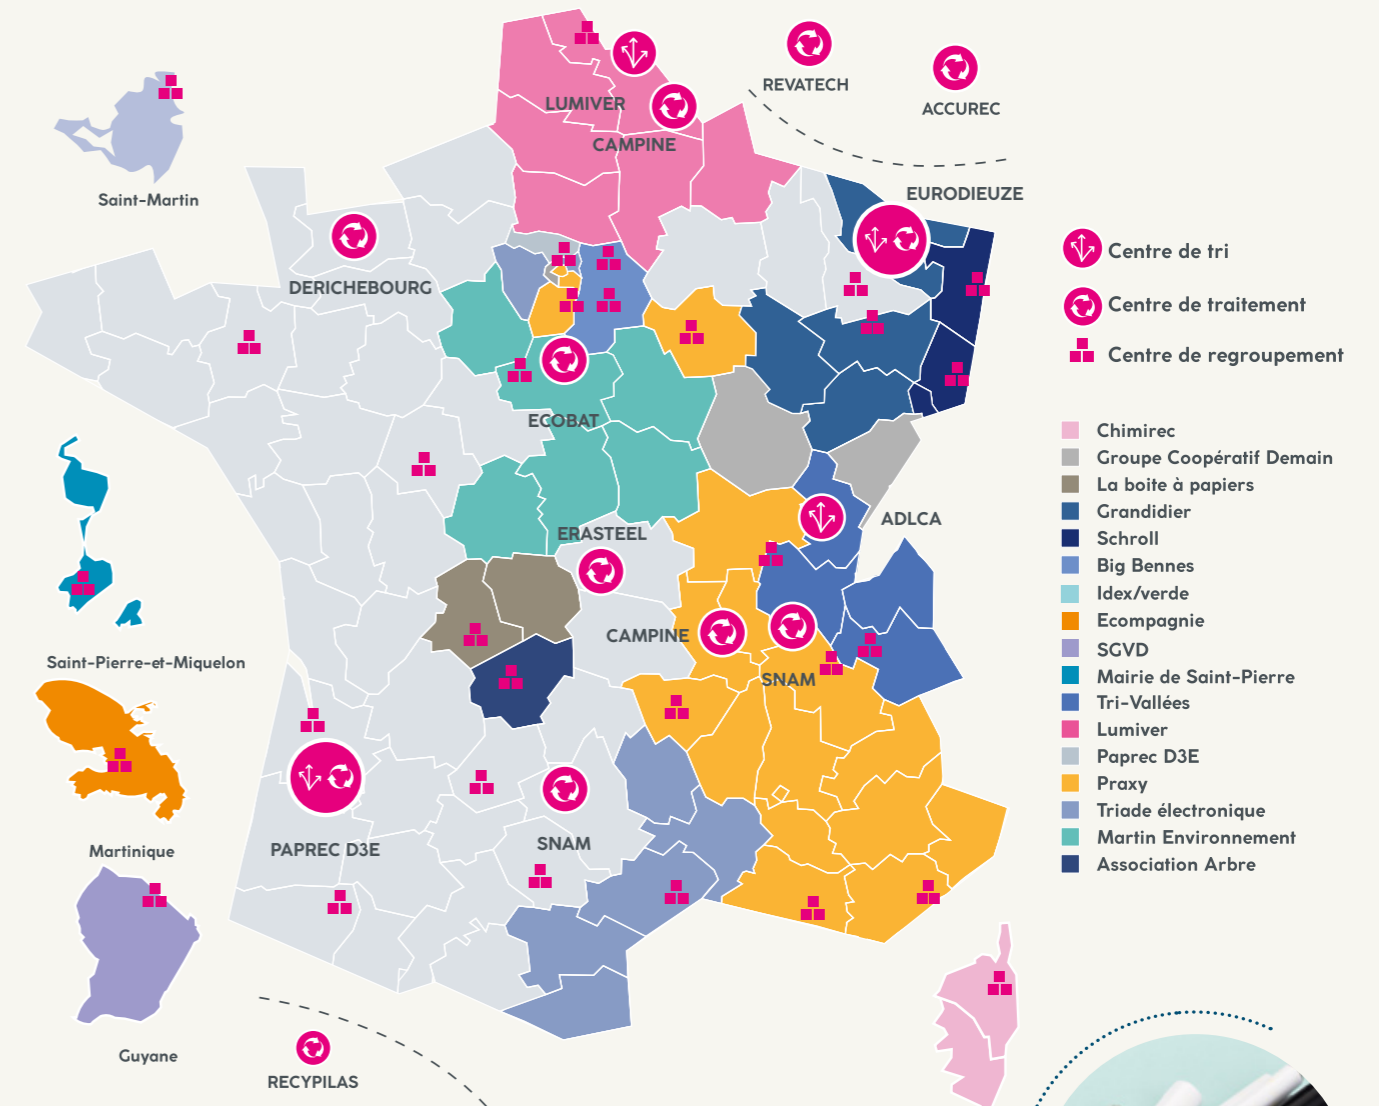 REVATECH
ACCUREC
LUMIVER
CAMPINE
Saint-Martin
EURODIEUZE
DERICHEBOURG
ECOBAT
ERASTEEL
ADLCA
CAMPINE
SNAM
Saint-Pierre-et-Miquelon
Martinique
PAPREC D3E
SNAM
Guyane
RECYPILAS
Centre de tri
Centre de traitement
Centre de regroupement
Chimirec
Groupe Coopératif Demain
La boite à papiers
Grandidier
Schroll
Big Bennes
Idex/verde
Ecompagnie
SGVD
Mairie de Saint-Pierre
Tri-Vallées
Lumiver
Paprec D3E
Praxy
Triade électronique
Martin Environnement
Association Arbre